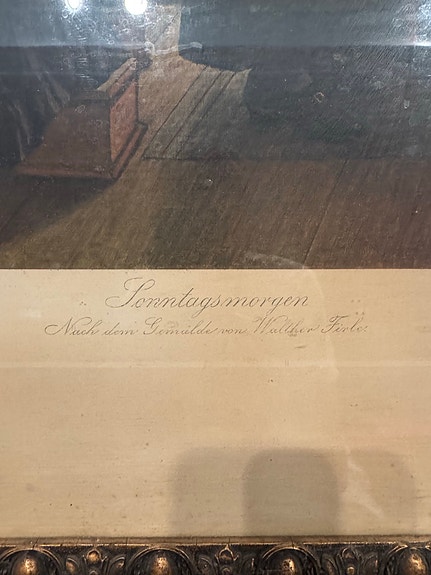 Sonntagsmorgen
Nach dem Gemälde von Walther Firle